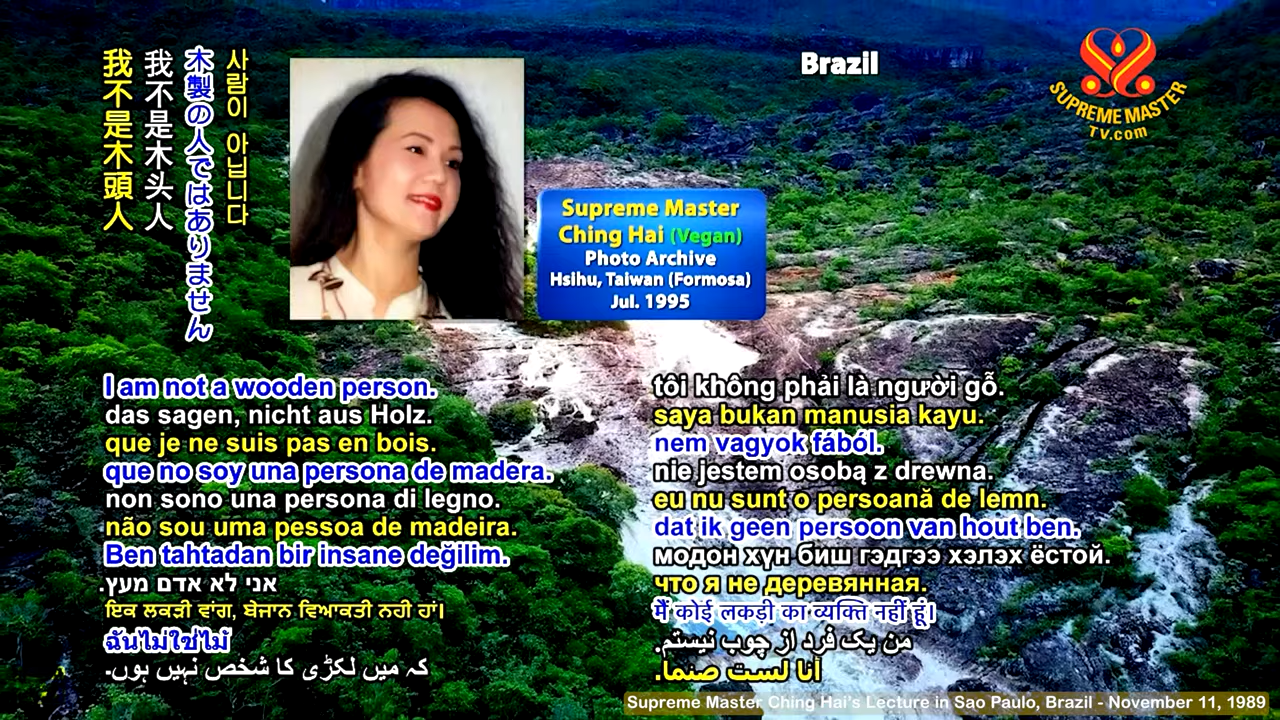 사람이 아닙니다
木製の人ではありません
我不是木头人
我不是木頭人
Brazil
SUPREME MASTER
TV.com
Supreme Master
Ching Hai (Vegan)
Photo Archive
Hsihu, Taiwan (Formosa)
Jul. 1995
I am not a wooden person.
das sagen, nicht aus Holz.
que je ne suis pas en bois.
que no soy una persona de madera.
non sono una persona di legno.
não sou uma pessoa de madeira.
Ben tahtadan bir insane değilim.
אני לא אדם מעץ.
ਇਕ ਲਕੜੀ ਵਾਂਗ, ਬੇਜਾਨ ਵਿਆਕਤੀ ਨਹੀ ਹਾਂ।
ฉันไม่ใช่ไม้
کہ میں لکڑی کا شخص نہیں ہوں۔
tôi không phải là người gỗ.
saya bukan manusia kayu.
nem vagyok fából.
nie jestem osobą z drewna.
eu nu sunt o persoană de lemn.
dat ik geen persoon van hout ben.
модон хүн биш гэдгээ хэлэх ёстой.
что я не деревянная.
मैं कोई लकड़ी का व्यक्ति नहीं हूं।
من یک فرد از چوب نیستم.
أنا لست صنما.
Supreme Master Ching Hai's Lecture in Sao Paulo, Brazil - November 11, 1989